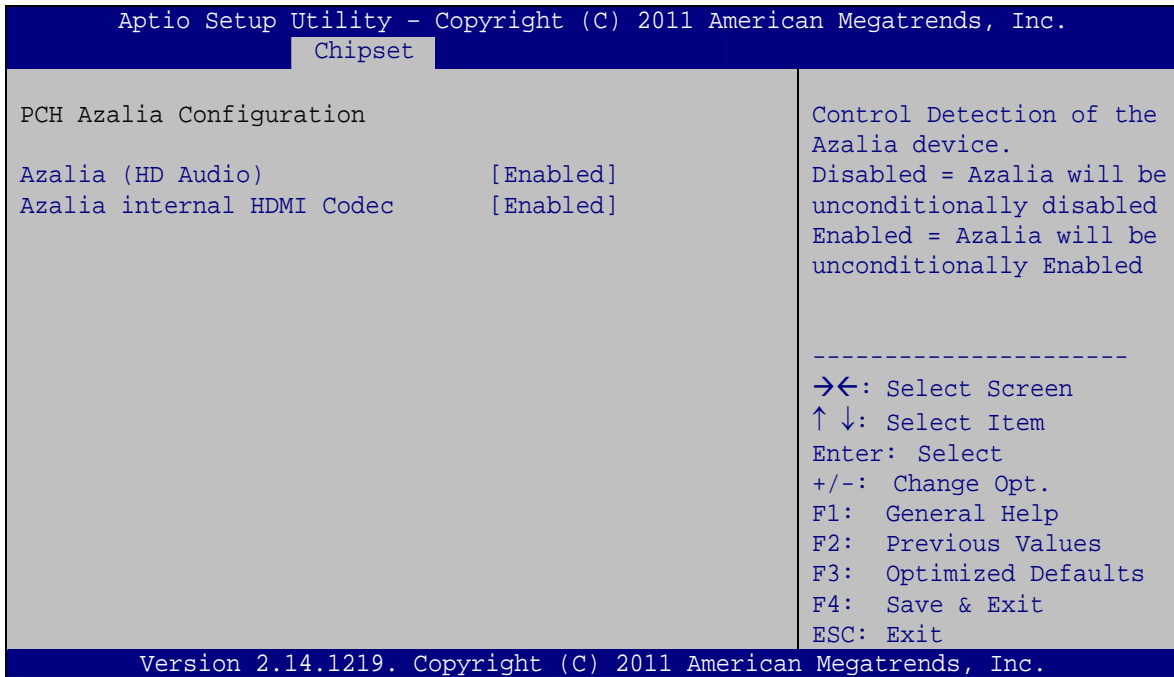 Aptio Setup Utility – Copyright (C) 2011 American Megatrends, Inc.
Chipset
PCH Azalia Configuration
Azalia (HD Audio) [Enabled]
Azalia internal HDMI Codec [Enabled]
Control Detection of the
Azalia device.
Disabled = Azalia will be
unconditionally disabled
Enabled = Azalia will be
unconditionally Enabled
----------------------
→←: Select Screen
↑ ↓: Select Item
Enter: Select
+/-: Change Opt.
F1: General Help
F2: Previous Values
F3: Optimized Defaults
F4: Save & Exit
ESC: Exit
Version 2.14.1219. Copyright (C) 2011 American Megatrends, Inc.